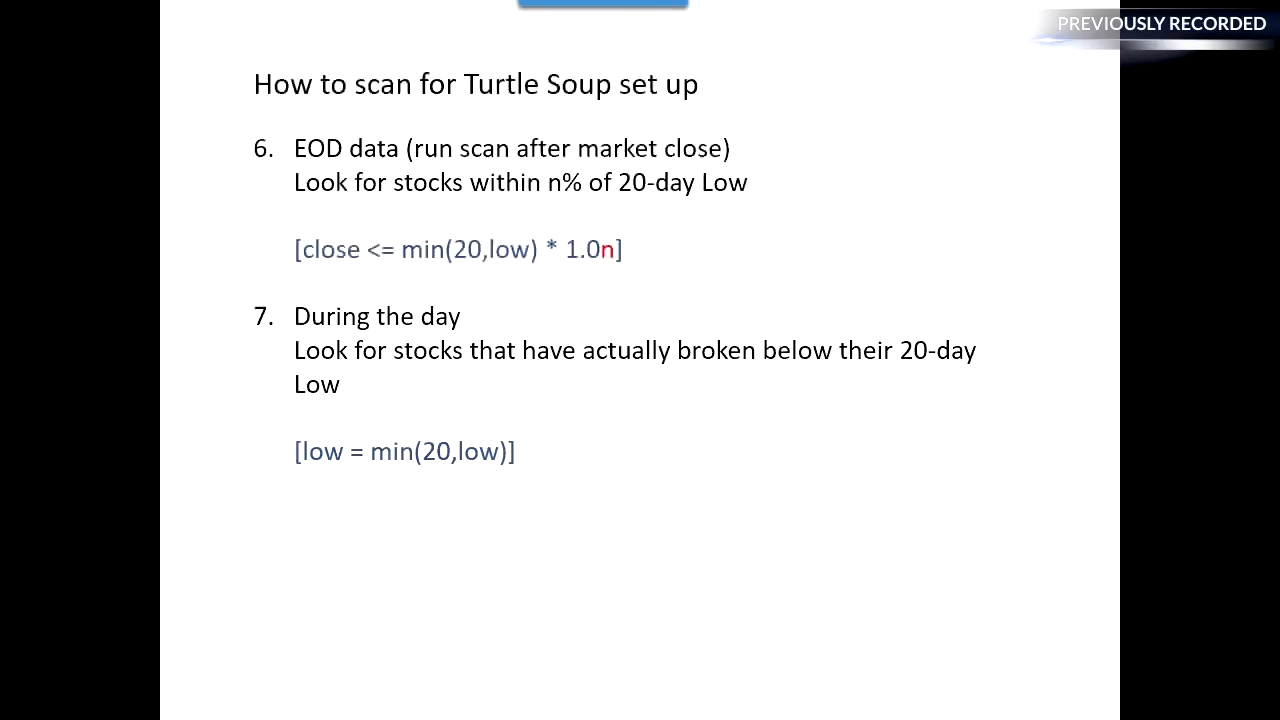 PREVIOUSLY RECORDED
How to scan for Turtle Soup set up
6. EOD data (run scan after market close)
Look for stocks within n% of 20-day Low
[close <= min(20,low) * 1.0n]
7. During the day
Look for stocks that have actually broken below their 20-day
Low
[low = min(20,low)]